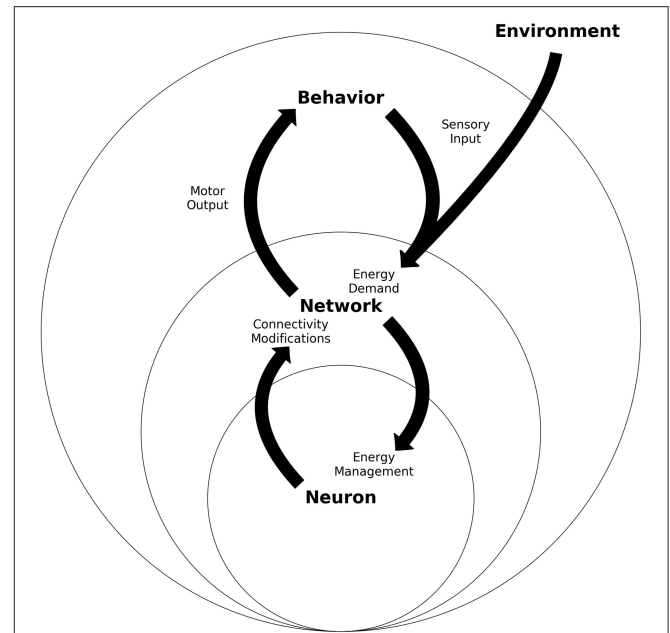 Environment
Behavior
Sensory
Input
Motor
Output
Energy
Demand
Network
Connectivity
Modifications
Energy
Management
Neuron